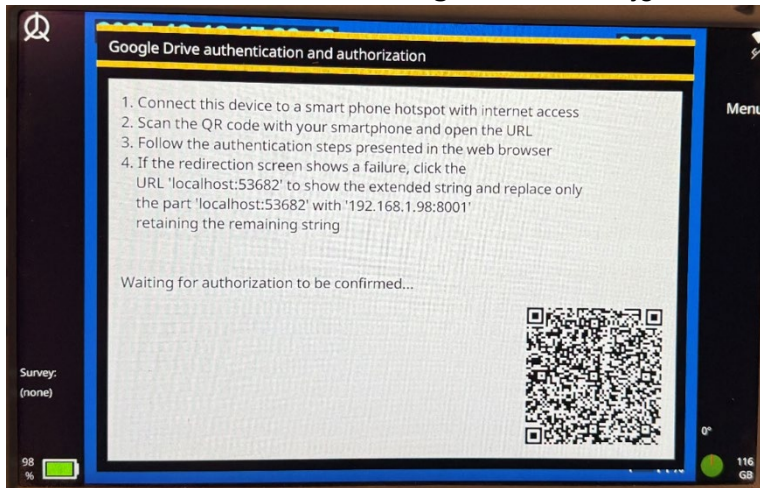 Google Drive authentication and authorization
1. Connect this device to a smart phone hotspot with internet access
2. Scan the QR code with your smartphone and open the URL
3. Follow the authentication steps presented in the web browser
4. If the redirection screen shows a failure, click the
URL 'localhost:53682' to show the extended string and replace only
the part 'localhost:53682' with '192.168.1.98:8001'
retaining the remaining string
Waiting for authorization to be confirmed...
Menu
Survey:
(none)
0°
98
%
116
GB